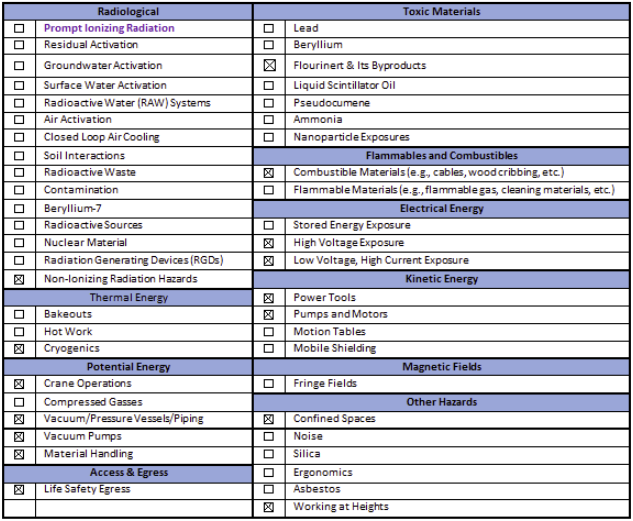 Radiological
☐ Prompt Ionizing Radiation
☐ Residual Activation
☐ Groundwater Activation
☐ Surface Water Activation
☐ Radioactive Water (RAW) Systems
☐ Air Activation
☐ Closed Loop Air Cooling
☐ Soil Interactions
☐ Radioactive Waste
☐ Contamination
☐ Beryllium-7
☐ Radioactive Sources
☐ Nuclear Material
☐ Radiation Generating Devices (RGDs)
☒ Non-Ionizing Radiation Hazards
Thermal Energy
☐ Bakeouts
☐ Hot Work
☒ Cryogenics
Potential Energy
☒ Crane Operations
☐ Compressed Gasses
☒ Vacuum/Pressure Vessels/Piping
☒ Vacuum Pumps
☒ Material Handling
Access & Egress
☒ Life Safety Egress
Toxic Materials
☐ Lead
☐ Beryllium
☒ Flourinert & Its Byproducts
☐ Liquid Scintillator Oil
☐ Pseudocumene
☐ Ammonia
☐ Nanoparticle Exposures
Flammables and Combustibles
☒ Combustible Materials (e.g., cables, wood cribbing, etc.)
☐ Flammable Materials (e.g., flammable gas, cleaning materials, etc.)
Electrical Energy
☐ Stored Energy Exposure
☒ High Voltage Exposure
☒ Low Voltage, High Current Exposure
Kinetic Energy
☒ Power Tools
☒ Pumps and Motors
☐ Motion Tables
☐ Mobile Shielding
Magnetic Fields
☐ Fringe Fields
Other Hazards
☒ Confined Spaces
☐ Noise
☐ Silica
☐ Ergonomics
☐ Asbestos
☒ Working at Heights